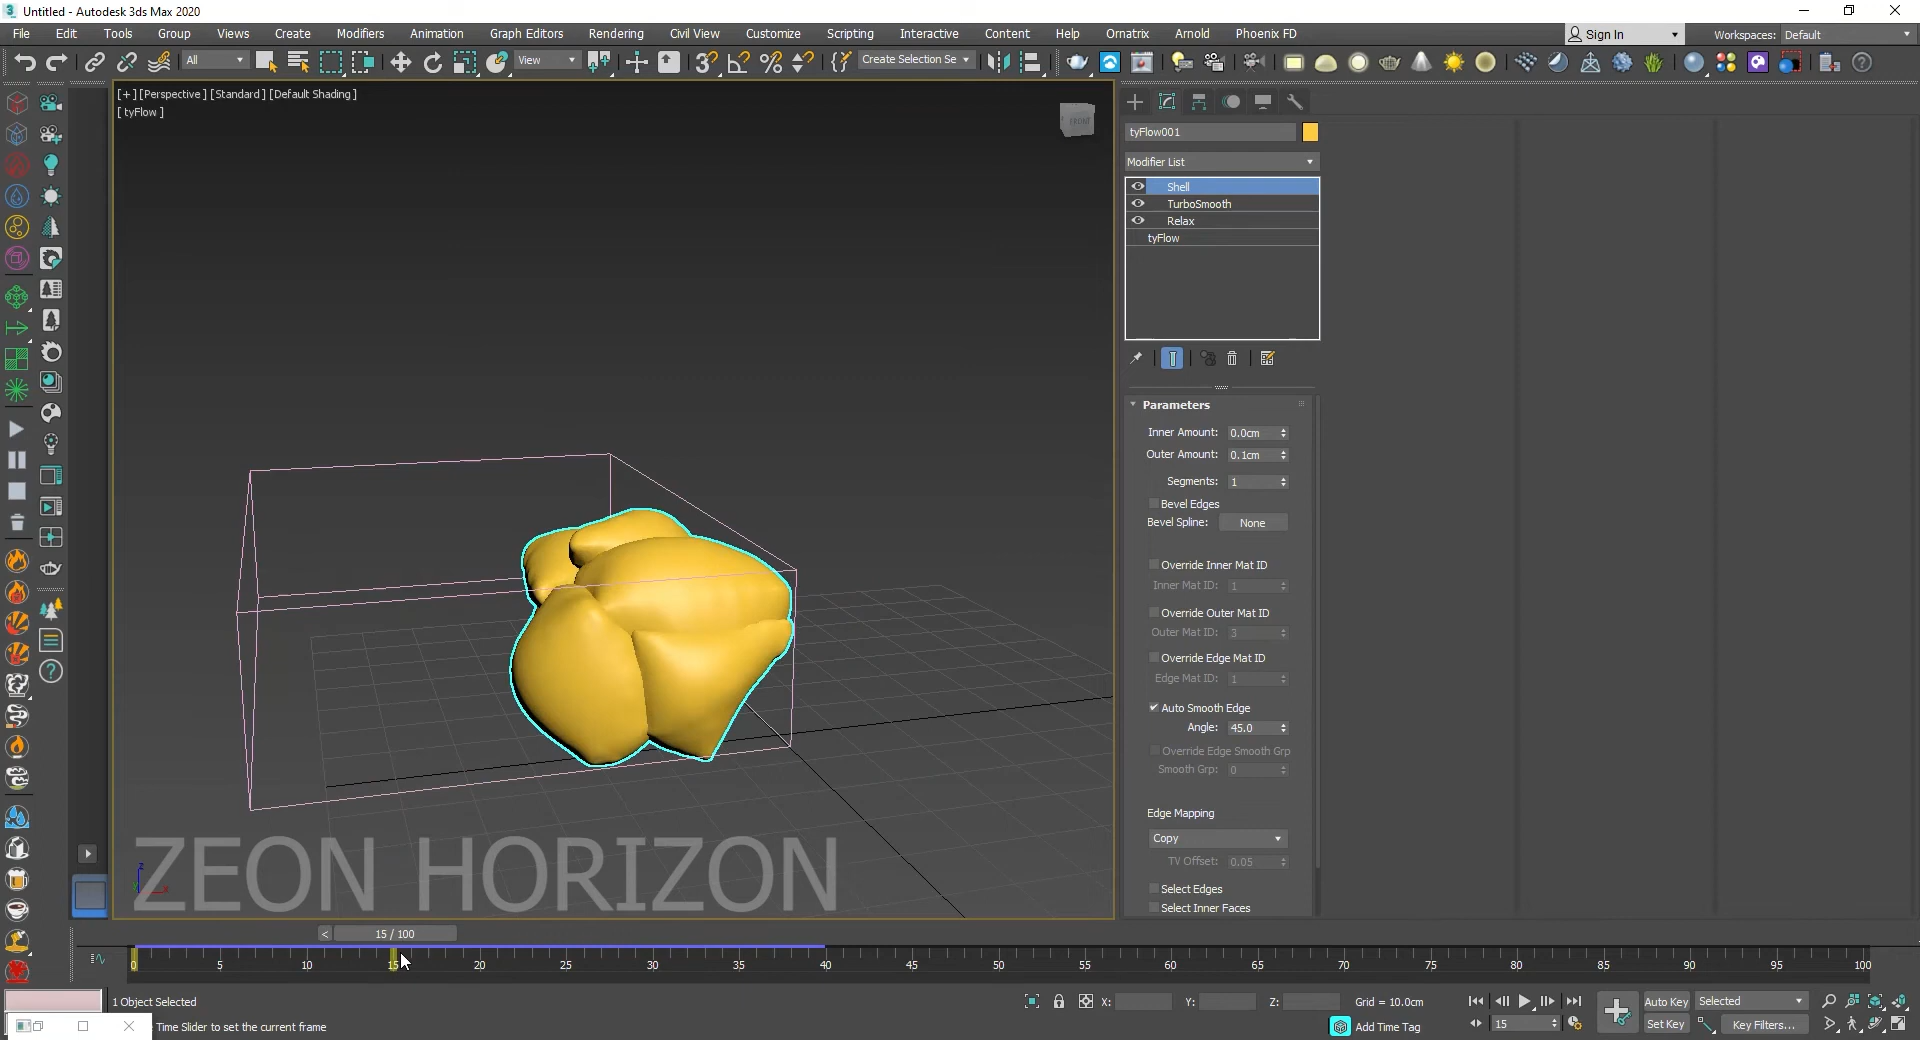 Untitled - Autodesk 3ds Max 2020
File Edit Tools Group Views Create Modifiers Animation Graph Editors Rendering Civil View Customize Scripting Interactive Content Help Ornatrix Arnold Phoenix FD Sign In Workspaces: Default
All View Create Selection Se
[+] [Perspective ] [Standard ] [Default Shading ]
[ tyFlow ]
FRONT
tyFlow001
Modifier List
Shell
TurboSmooth
Relax
tyFlow
Parameters
Inner Amount: 0.0cm
Outer Amount: 0.1cm
Segments: 1
Bevel Edges
Bevel Spline: None
Override Inner Mat ID
Inner Mat ID: 1
Override Outer Mat ID
Outer Mat ID: 3
Override Edge Mat ID
Edge Mat ID: 1
Auto Smooth Edge
Angle: 45.0
Override Edge Smooth Grp
Smooth Grp: 0
Edge Mapping
Copy
TV Offset: 0.05
Select Edges
Select Inner Faces
ZEON HORIZON
z
x
< 15 / 100
0 5 10 15 20 25 30 35 40 45 50 55 60 65 70 75 80 85 90 95 100
1 Object Selected X: Y: Z: Grid = 10.0cm Auto Key Selected
Time Slider to set the current frame Add Time Tag 15 Set Key Key Filters...